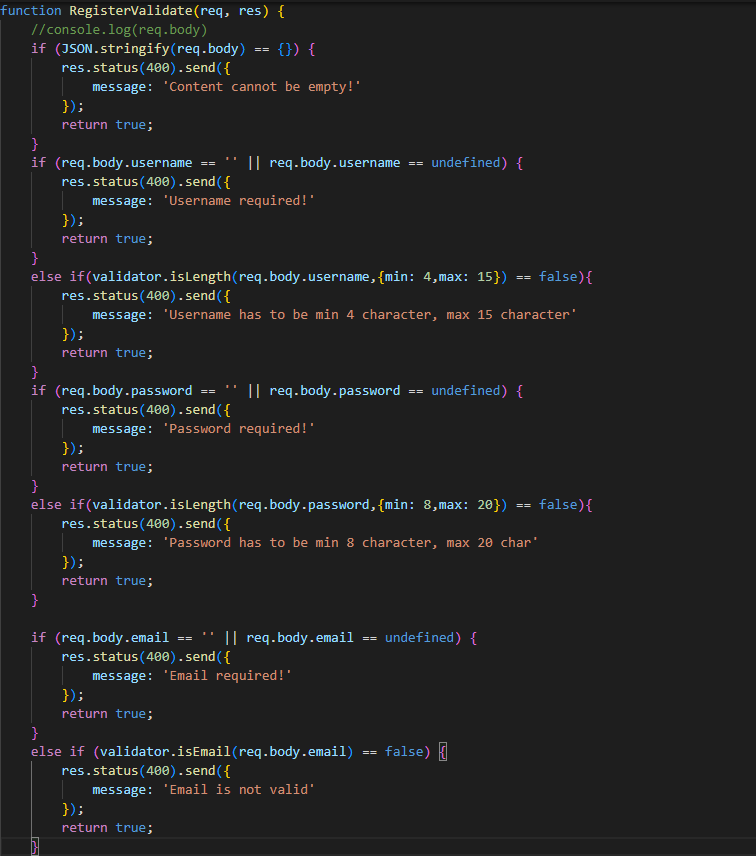 function RegisterValidate(req, res) {
    //console.log(req.body)
    if (JSON.stringify(req.body) == {}) {
        res.status(400).send({
            message: 'Content cannot be empty!'
        });
        return true;
    }
    if (req.body.username == '' || req.body.username == undefined) {
        res.status(400).send({
            message: 'Username required!'
        });
        return true;
    }
    else if(validator.isLength(req.body.username,{min: 4,max: 15}) == false){
        res.status(400).send({
            message: 'Username has to be min 4 character, max 15 character'
        });
        return true;
    }
    if (req.body.password == '' || req.body.password == undefined) {
        res.status(400).send({
            message: 'Password required!'
        });
        return true;
    }
    else if(validator.isLength(req.body.password,{min: 8,max: 20}) == false){
        res.status(400).send({
            message: 'Password has to be min 8 character, max 20 char'
        });
        return true;
    }

    if (req.body.email == '' || req.body.email == undefined) {
        res.status(400).send({
            message: 'Email required!'
        });
        return true;
    }
    else if (validator.isEmail(req.body.email) == false) {
        res.status(400).send({
            message: 'Email is not valid'
        });
        return true;
    }